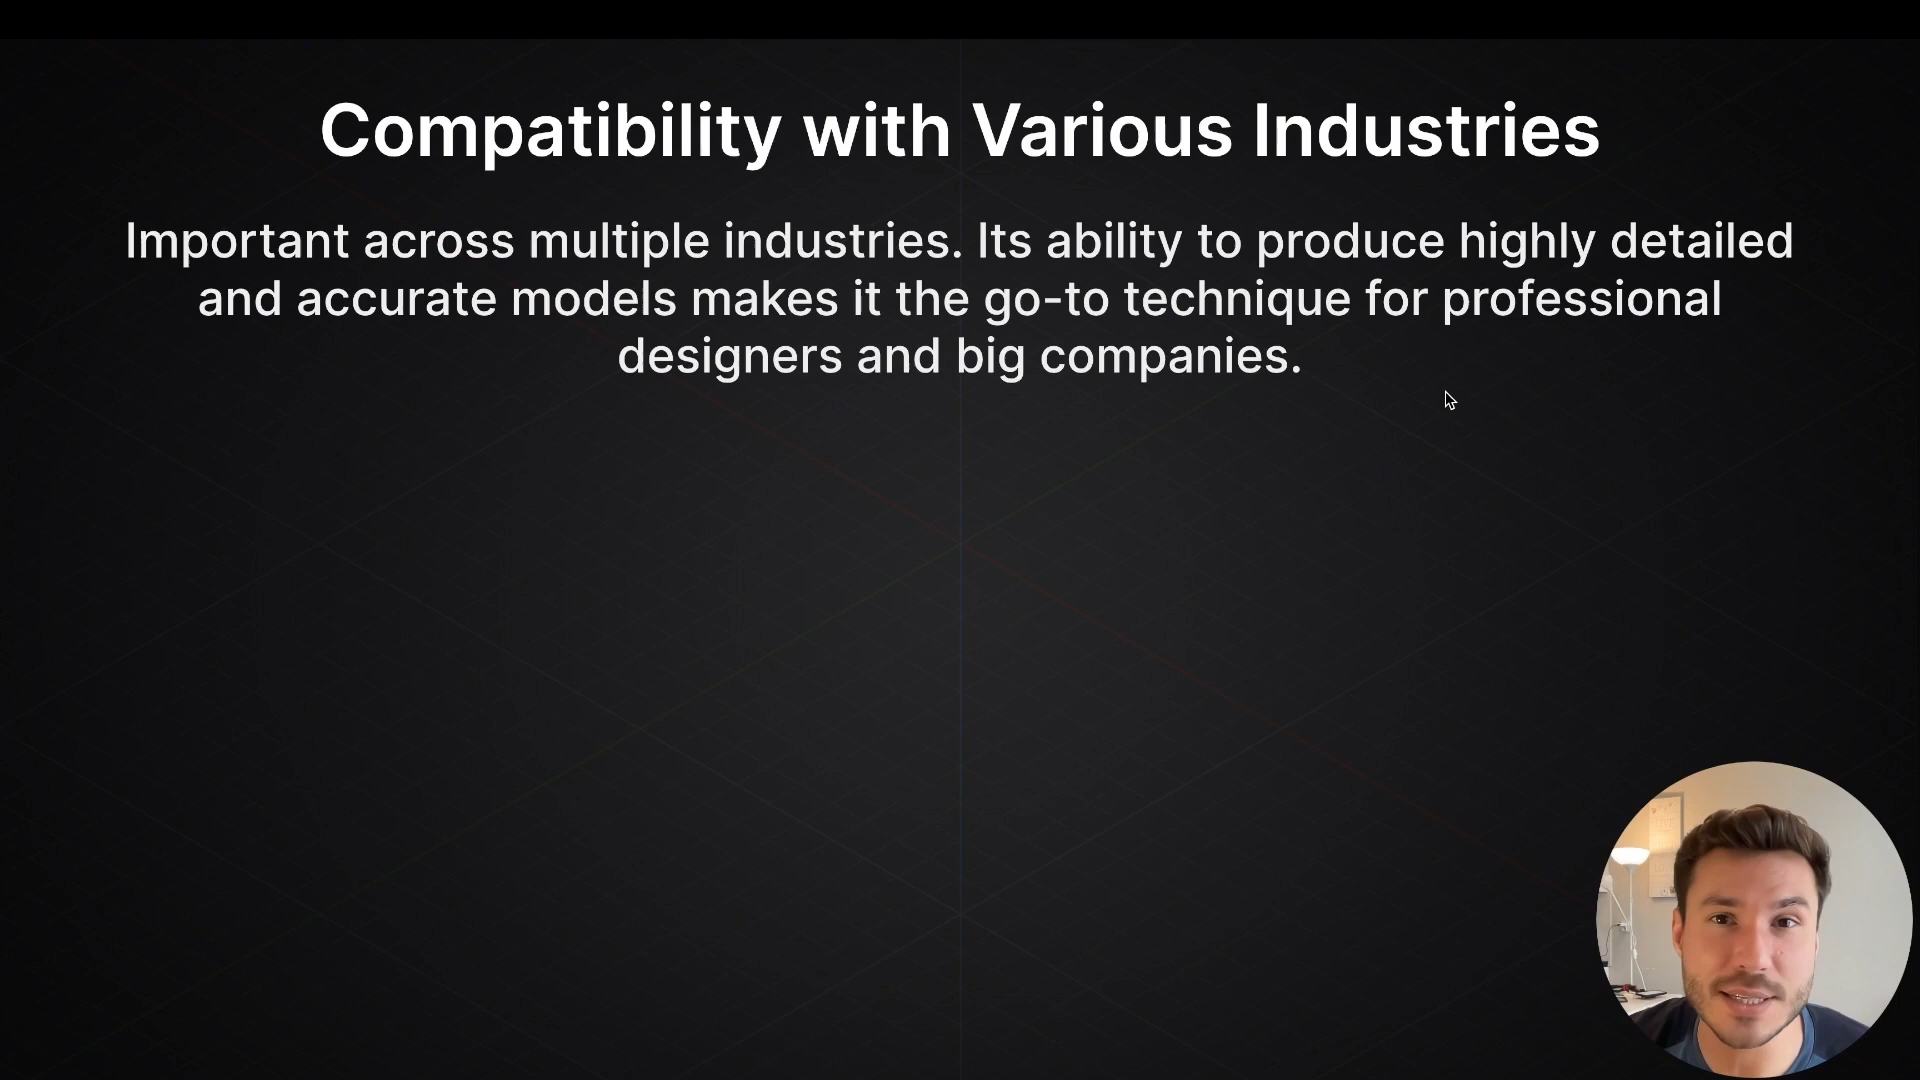 Compatibility with Various Industries
Important across multiple industries. Its ability to produce highly detailed
and accurate models makes it the go-to technique for professional
designers and big companies.